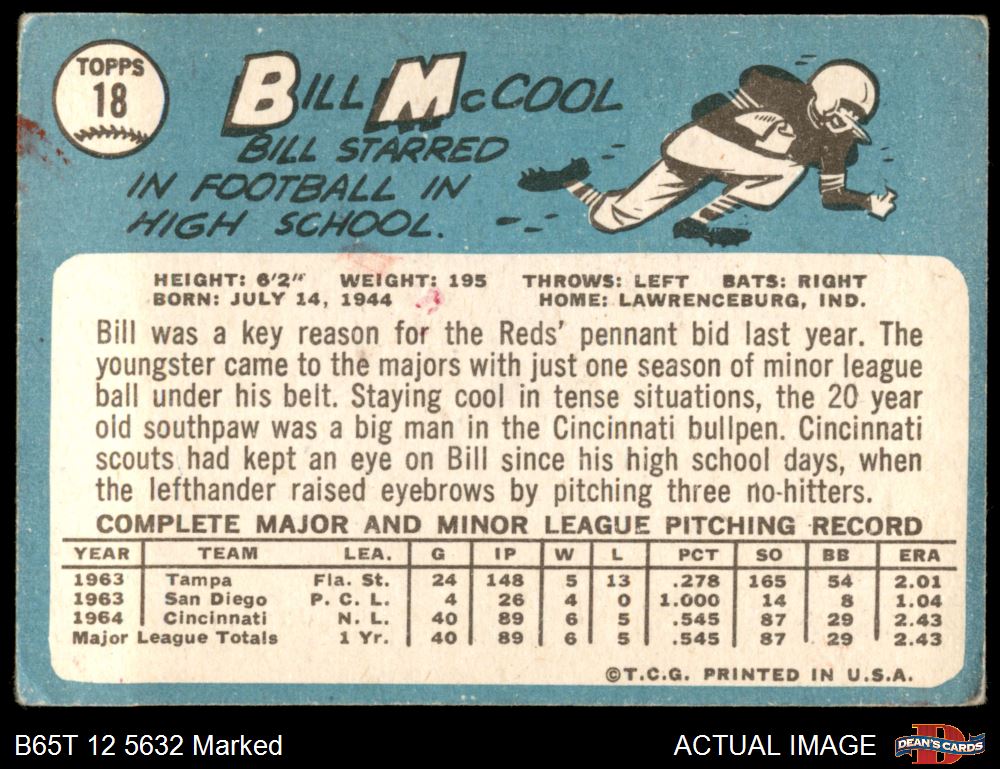 TOPPS
18
BILL McCOOL
BILL STARRED
IN FOOTBALL IN
HIGH SCHOOL.
HEIGHT: 6'2" WEIGHT: 195 THROWS: LEFT BATS: RIGHT
BORN: JULY 14, 1944 HOME: LAWRENCEBURG, IND.
Bill was a key reason for the Reds' pennant bid last year. The
youngster came to the majors with just one season of minor league
ball under his belt. Staying cool in tense situations, the 20 year
old southpaw was a big man in the Cincinnati bullpen. Cincinnati
scouts had kept an eye on Bill since his high school days, when
the lefthander raised eyebrows by pitching three no-hitters.
COMPLETE MAJOR AND MINOR LEAGUE PITCHING RECORD
YEAR TEAM LEA. G IP W L PCT SO BB ERA
1963 Tampa Fla. St. 24 148 5 13 .278 165 54 2.01
1963 San Diego P. C. L. 4 26 4 0 1.000 14 8 1.04
1964 Cincinnati N. L. 40 89 6 5 .545 87 29 2.43
Major League Totals 1 Yr. 40 89 6 5 .545 87 29 2.43
©T.C.G. PRINTED IN U.S.A.
B65T 12 5632 Marked ACTUAL IMAGE DEAN'S CARDS